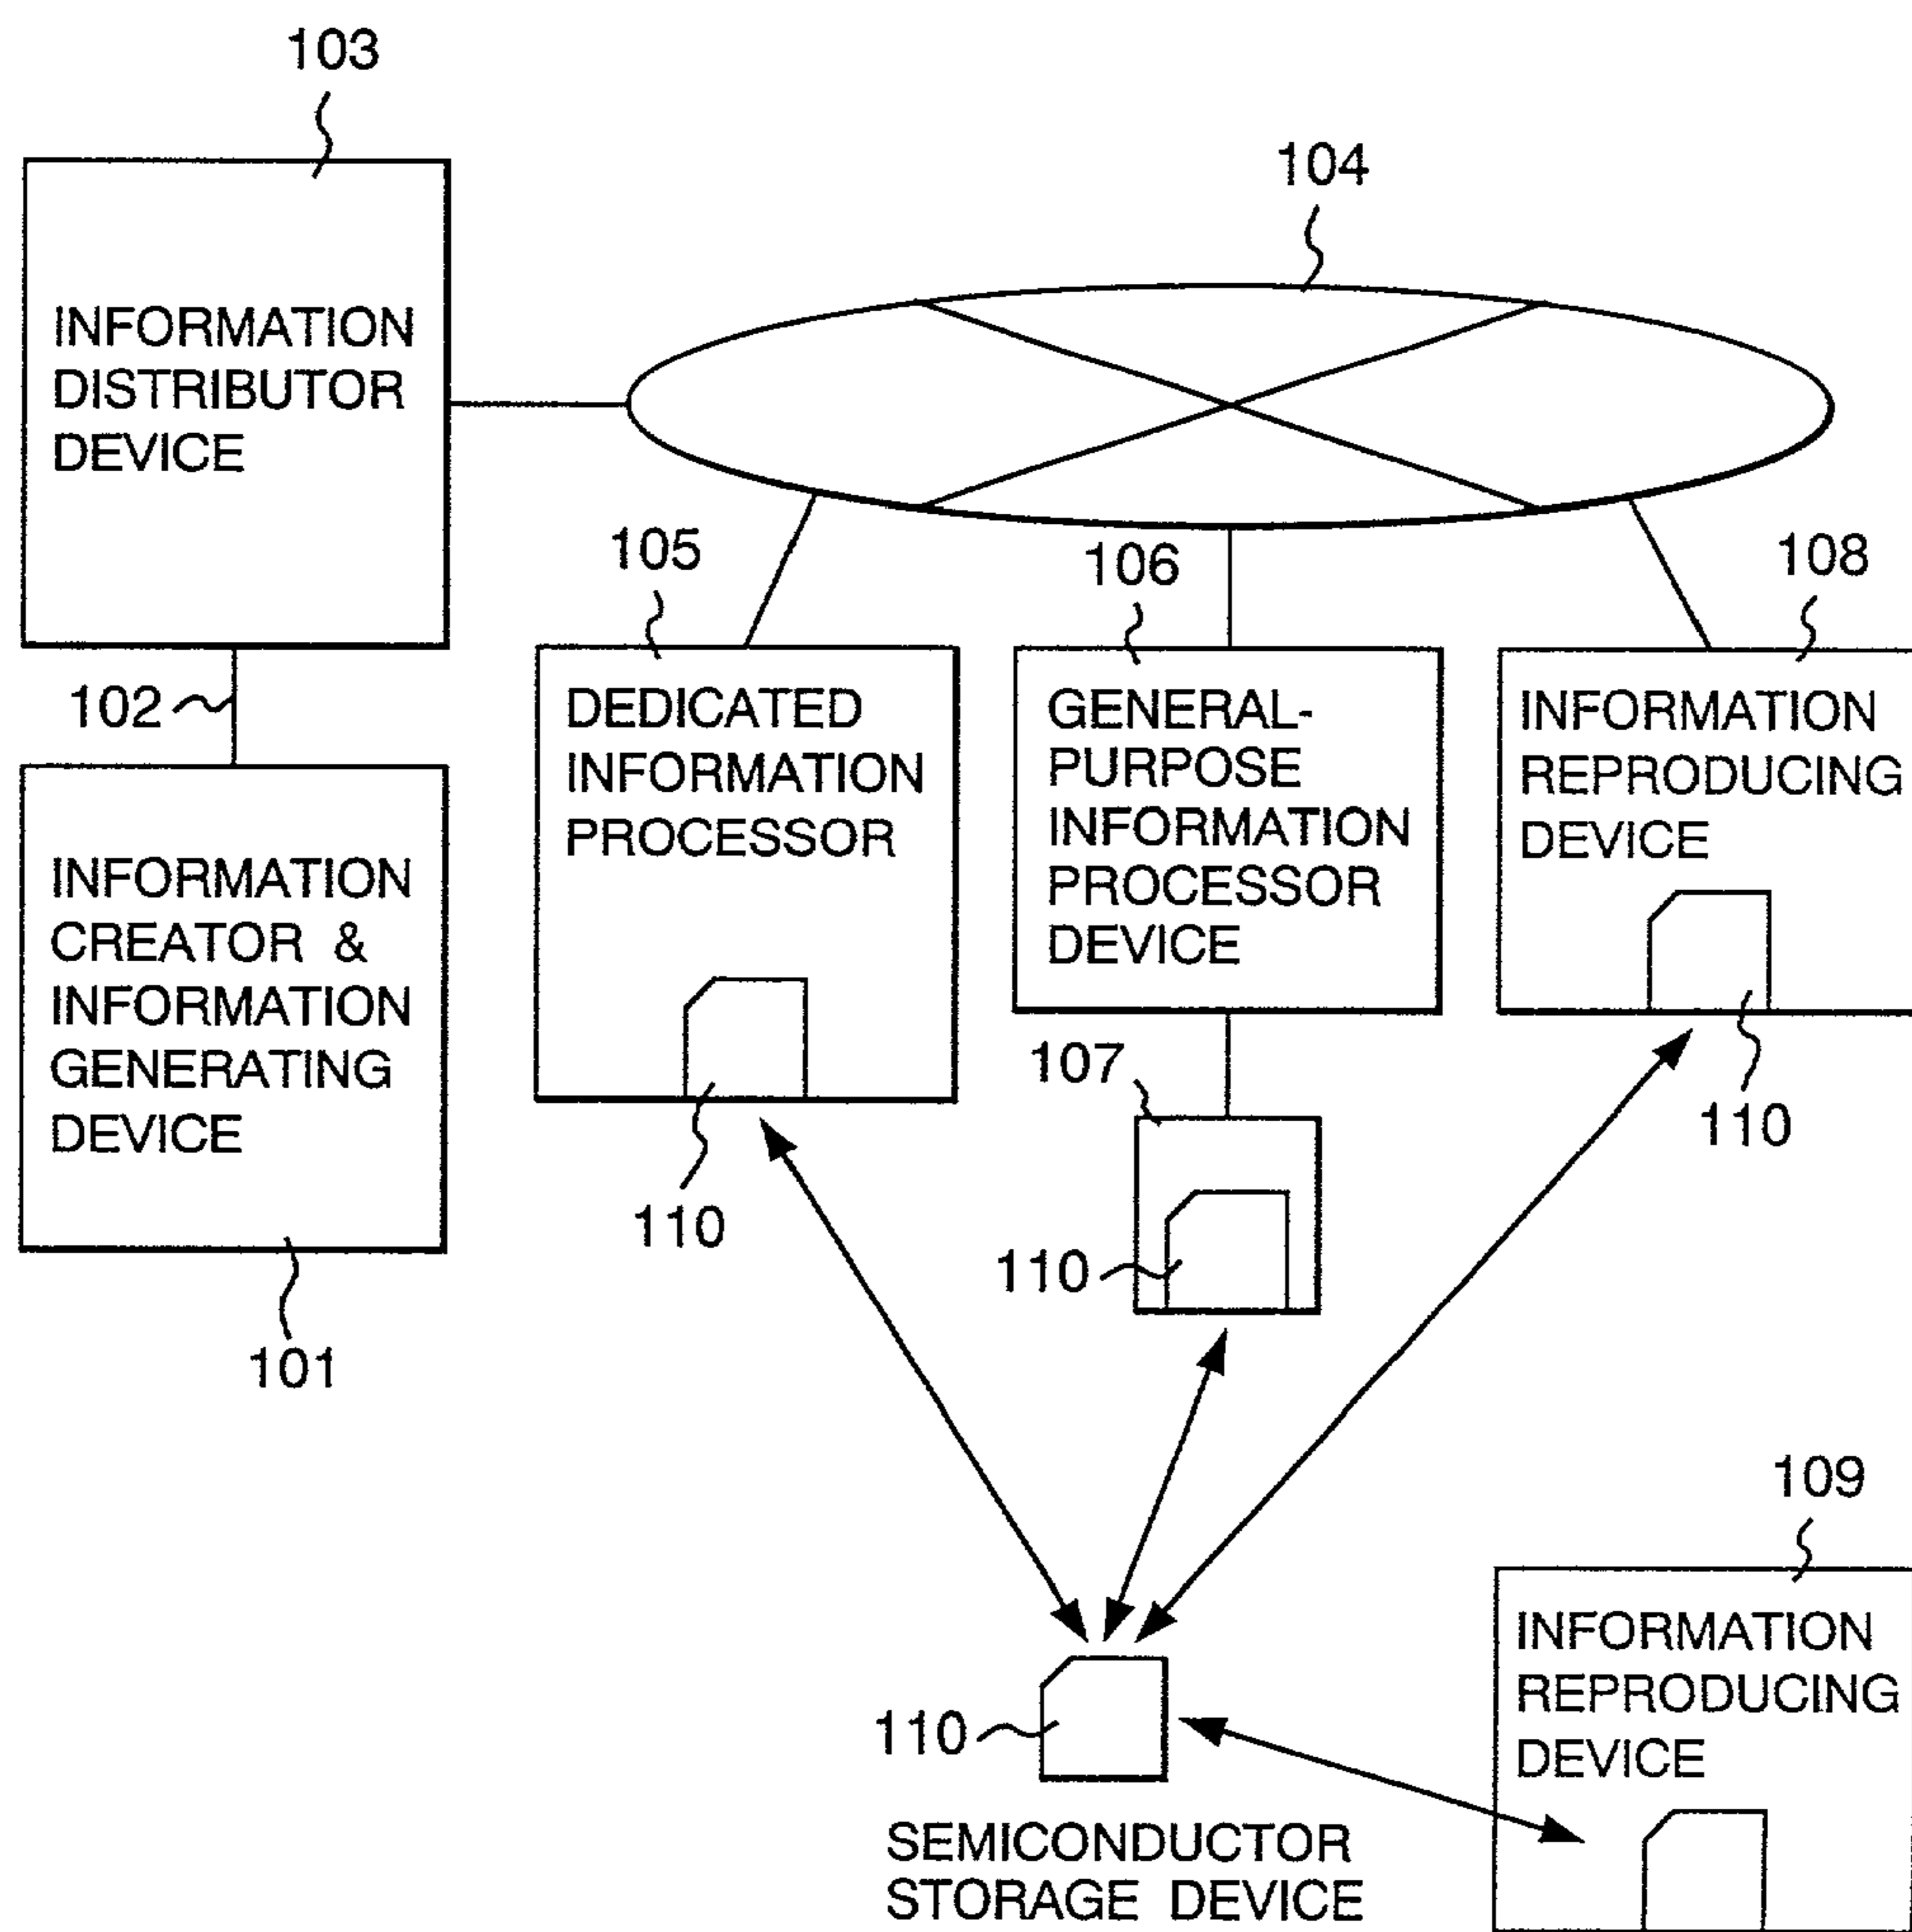 103
104
INFORMATION
DISTRIBUTOR
DEVICE
105
106
108
102
DEDICATED
INFORMATION
PROCESSOR
GENERAL-
PURPOSE
INFORMATION
PROCESSOR
DEVICE
INFORMATION
REPRODUCING
DEVICE
INFORMATION
CREATOR &
INFORMATION
GENERATING
DEVICE
107
110
110
110
101
109
INFORMATION
REPRODUCING
DEVICE
110
SEMICONDUCTOR
STORAGE DEVICE